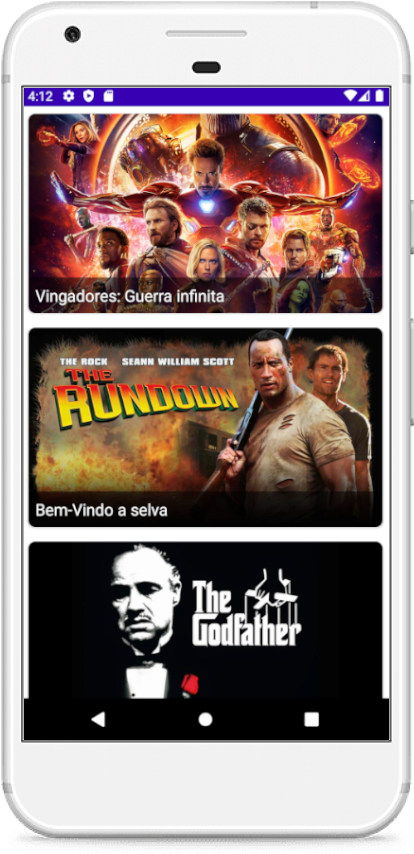 4:12
Vingadores: Guerra infinita
THE ROCK SEANN WILLIAM SCOTT
THE
RUNDOWN
Bem-Vindo a selva
The
Godfather